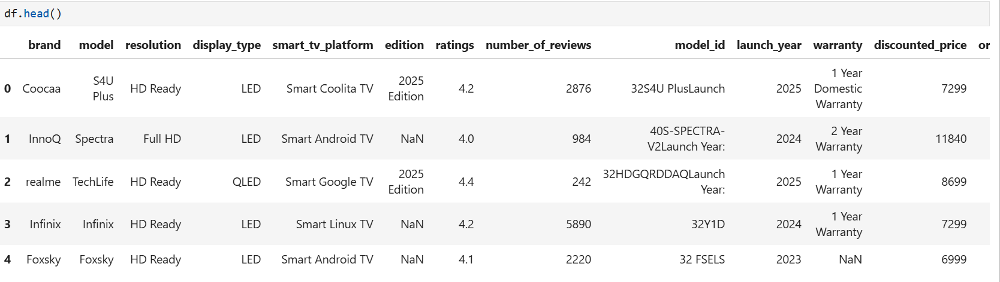 df.head()
brand model resolution display_type smart_tv_platform edition ratings number_of_reviews model_id launch_year warranty discounted_price or
0 Coocaa S4U Plus HD Ready LED Smart Coolita TV 2025 Edition 4.2 2876 32S4U PlusLaunch 2025 1 Year Domestic Warranty 7299
1 InnoQ Spectra Full HD LED Smart Android TV NaN 4.0 984 40S-SPECTRA-V2Launch Year: 2024 2 Year Warranty 11840
2 realme TechLife HD Ready QLED Smart Google TV 2025 Edition 4.4 242 32HDGQRDDAQLaunch Year: 2025 1 Year Warranty 8699
3 Infinix Infinix HD Ready LED Smart Linux TV NaN 4.2 5890 32Y1D 2024 1 Year Warranty 7299
4 Foxsky Foxsky HD Ready LED Smart Android TV NaN 4.1 2220 32 FSELS 2023 NaN 6999